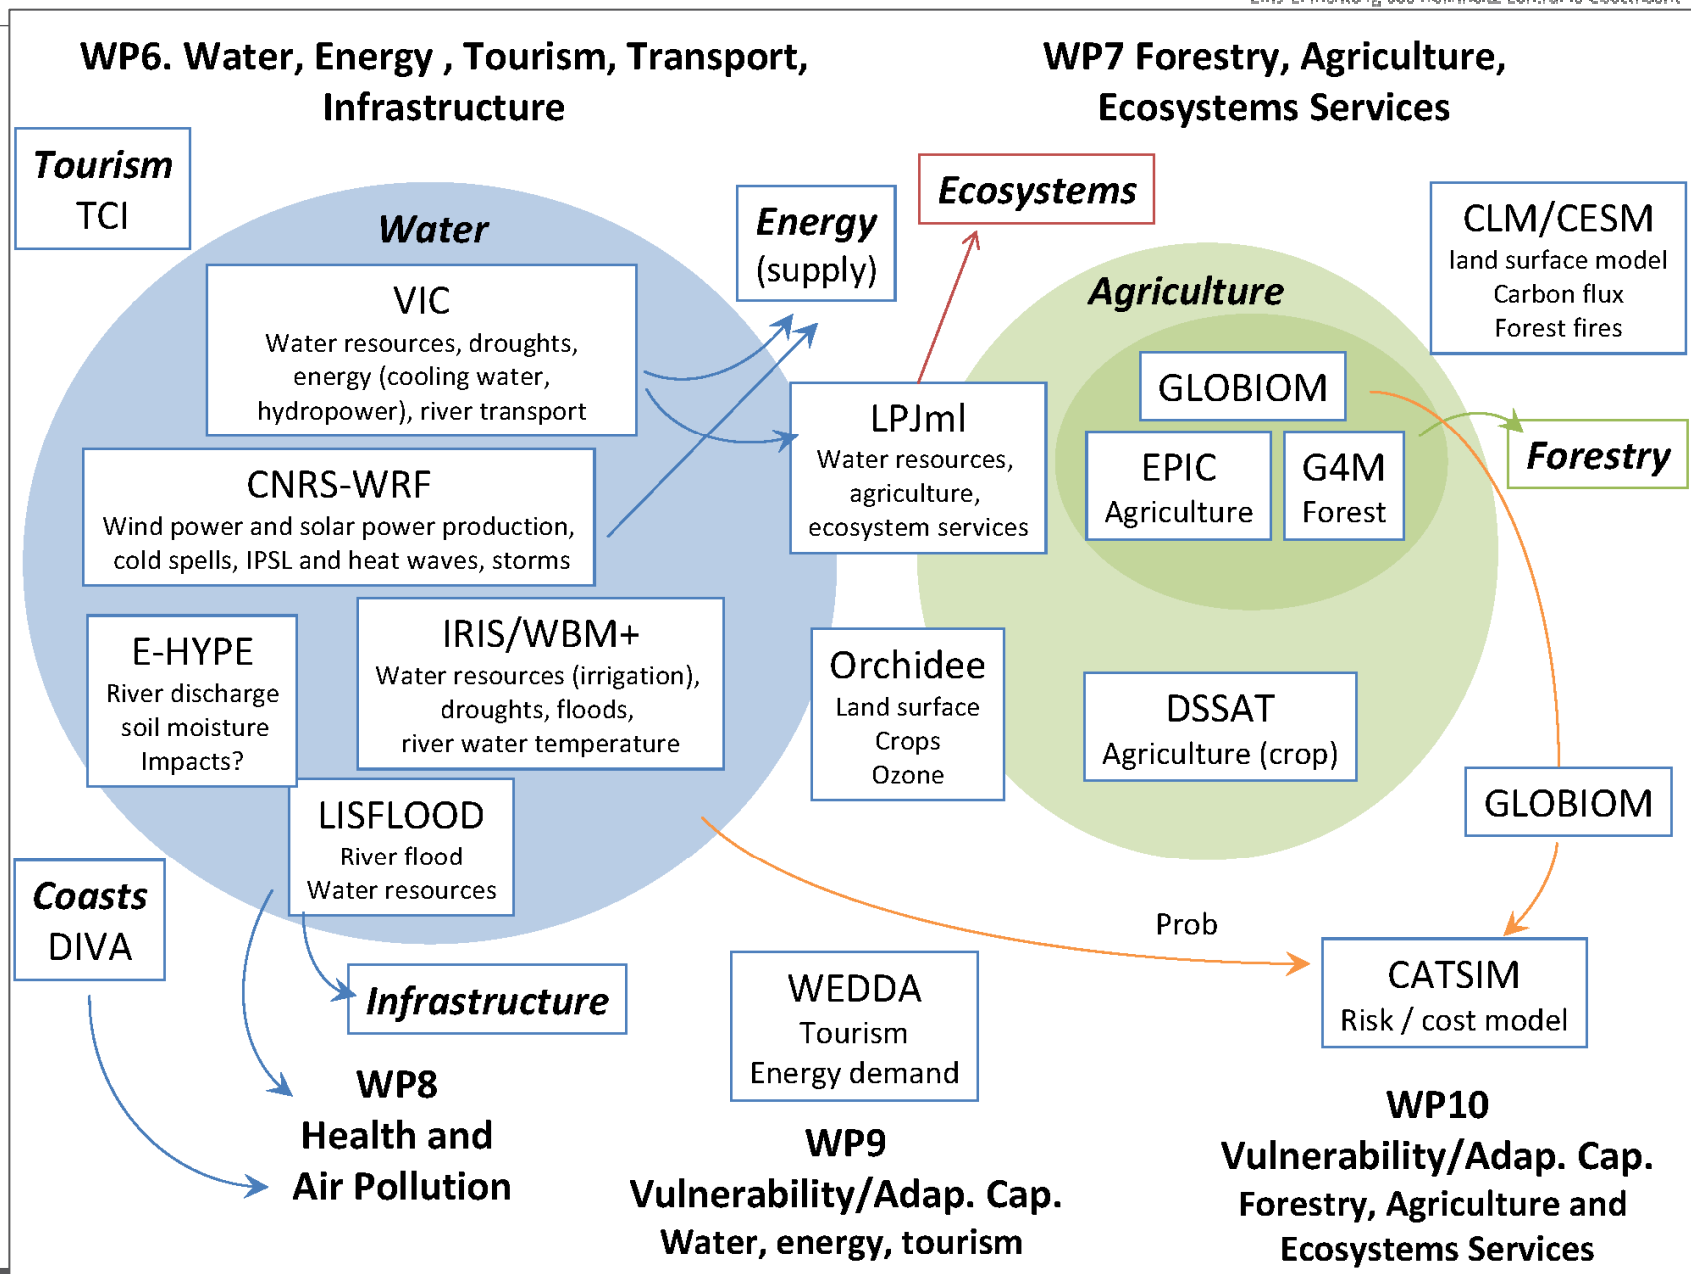 WP6. Water, Energy , Tourism, Transport,
Infrastructure
WP7 Forestry, Agriculture,
Ecosystems Services
Tourism
TCI
Water
Energy
(supply)
Ecosystems
CLM/CESM
land surface model
Carbon flux
Forest fires
VIC
Water resources, droughts,
energy (cooling water,
hydropower), river transport
Agriculture
GLOBIOM
LPJml
Water resources,
agriculture,
ecosystem services
EPIC
Agriculture
G4M
Forest
Forestry
CNRS-WRF
Wind power and solar power production,
cold spells, IPSL and heat waves, storms
E-HYPE
River discharge
soil moisture
Impacts?
IRIS/WBM+
Water resources (irrigation),
droughts, floods,
river water temperature
Orchidee
Land surface
Crops
Ozone
DSSAT
Agriculture (crop)
GLOBIOM
LISFLOOD
River flood
Water resources
Coasts
DIVA
Prob
Infrastructure
WEDDA
Tourism
Energy demand
CATSIM
Risk / cost model
WP8
Health and
Air Pollution
WP9
Vulnerability/Adap. Cap.
Water, energy, tourism
WP10
Vulnerability/Adap. Cap.
Forestry, Agriculture and
Ecosystems Services